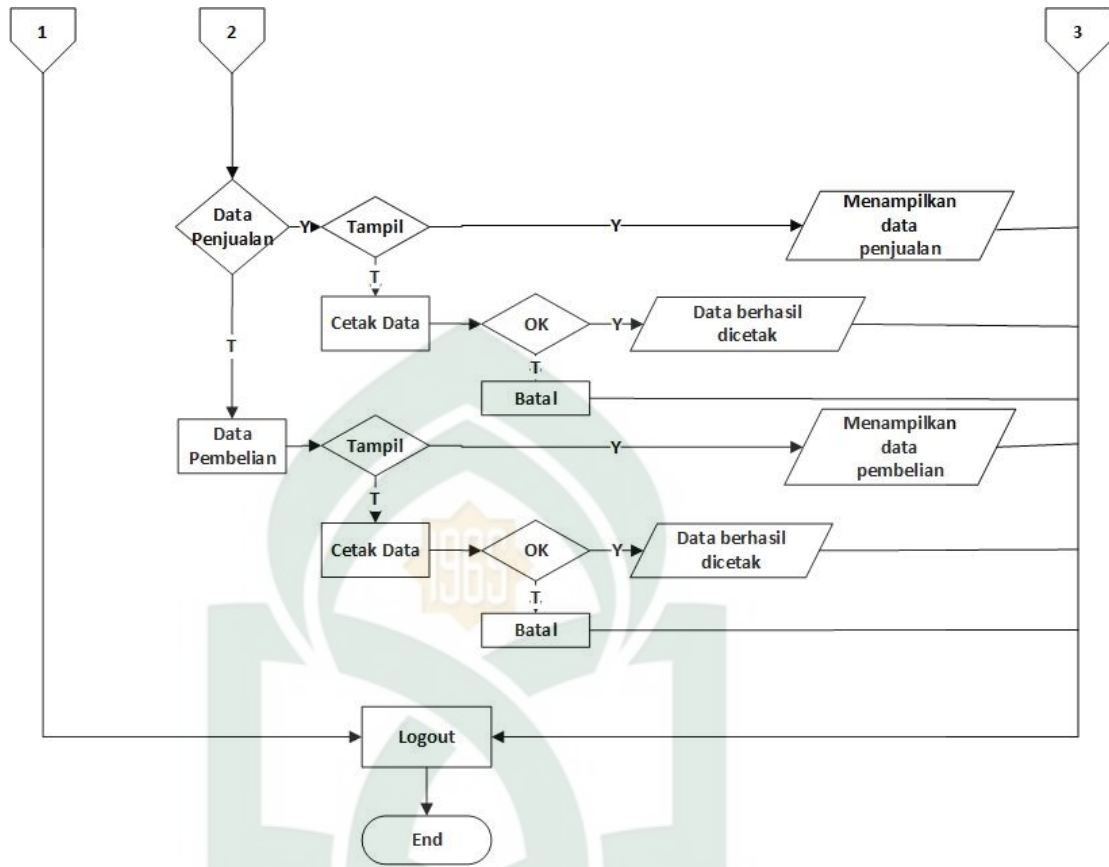 1
2
3
Data
Penjualan
Y
Tampil
Y
Menampilkan
data
penjualan
T
Cetak Data
OK
Y
Data berhasil
dicetak
T
T
Batal
Data
Pembelian
Tampil
Y
Menampilkan
data
pembelian
T
Cetak Data
OK
Y
Data berhasil
dicetak
T
Batal
1965
Logout
End